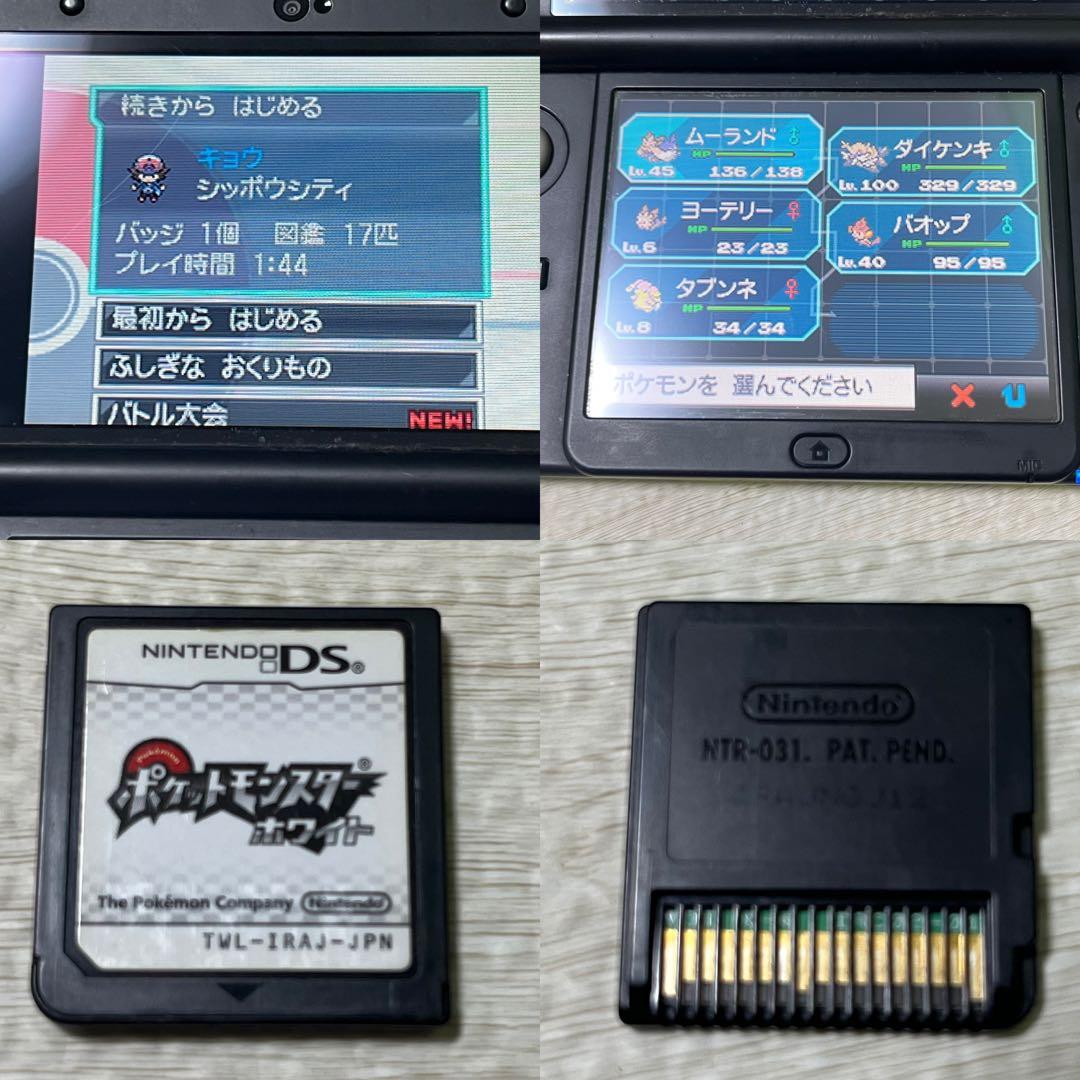 続きから はじめる
キョウ
シッポウシティ
バッジ 1個 図鑑 17匹
プレイ時間 1:44
最初から はじめる
ふしぎな おくりもの
バトル大会 NEW!
ムーランド♂
HP
Lv.45 136/138
ダイケンキ♂
HP
Lv.100 329/329
ヨーテリー♀
HP
Lv.6 23/23
バオップ♂
HP
Lv.40 95/95
タブンネ♀
HP
Lv.8 34/34
ポケモンを 選んでください
MIC
NINTENDO DS®
Pokémon
ポケットモンスター®
ホワイト
The Pokémon Company Nintendo
TWL-IRAJ-JPN
Nintendo®
NTR-031. PAT. PEND.